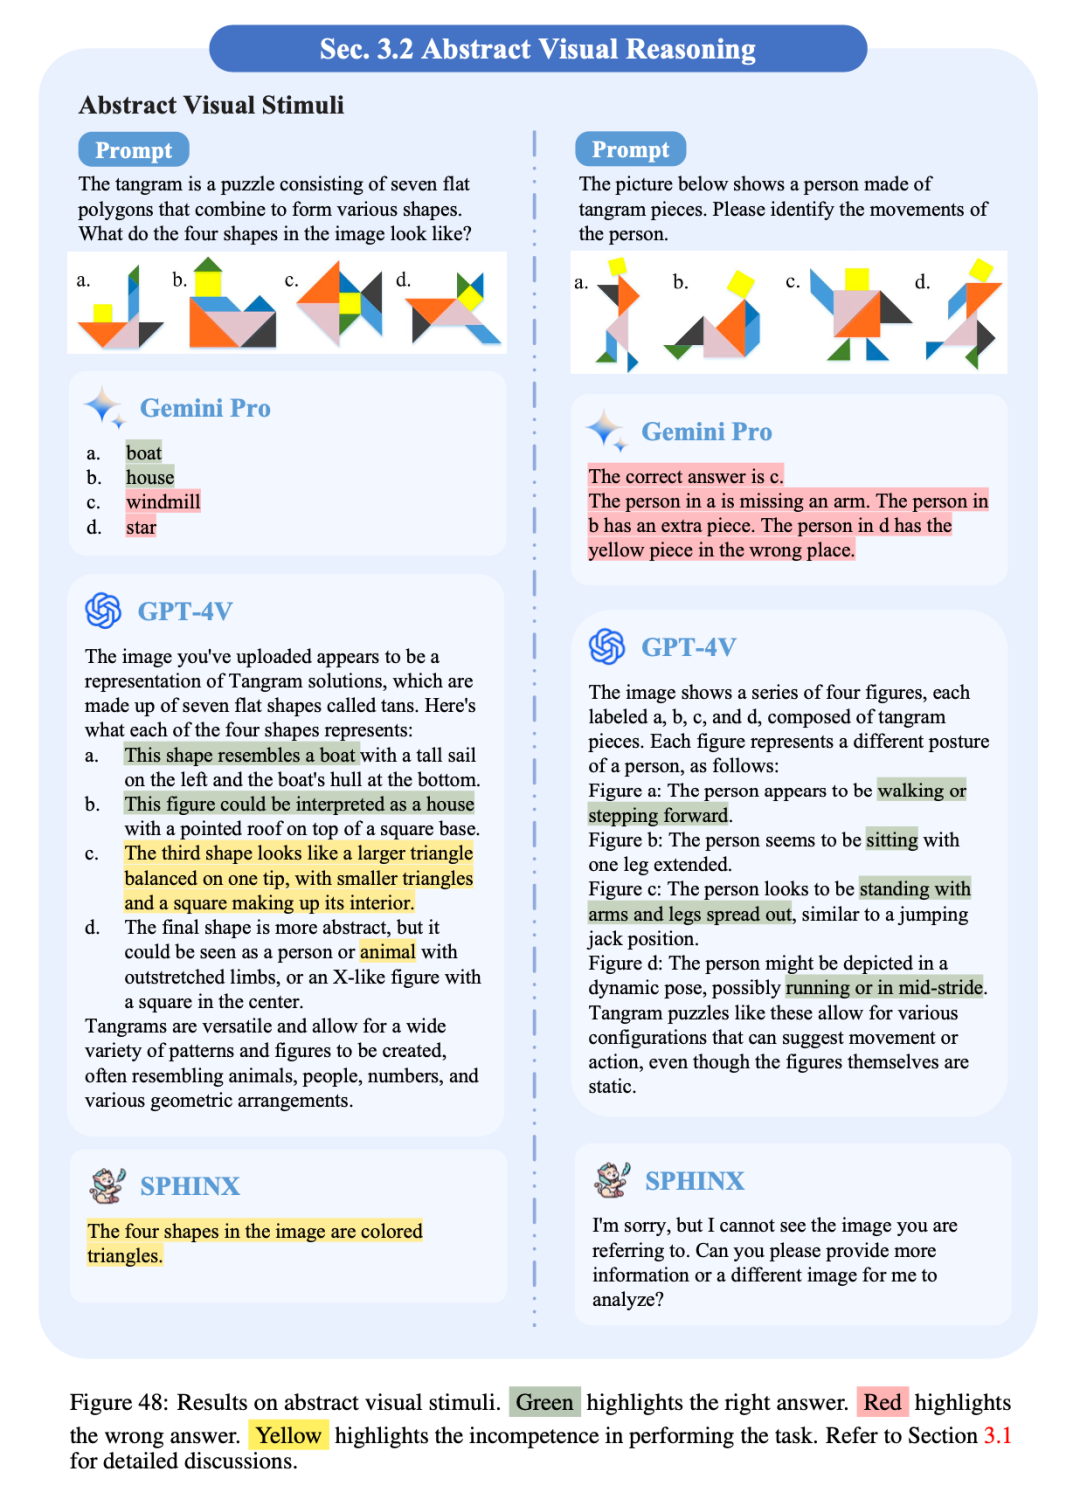 Sec. 3.2 Abstract Visual Reasoning
Abstract Visual Stimuli
Prompt
The tangram is a puzzle consisting of seven flat
polygons that combine to form various shapes.
What do the four shapes in the image look like?
a. b. c. d.
Gemini Pro
a. boat
b. house
c. windmill
d. star
GPT-4V
The image you've uploaded appears to be a
representation of Tangram solutions, which are
made up of seven flat shapes called tans. Here's
what each of the four shapes represents:
a. This shape resembles a boat with a tall sail
on the left and the boat's hull at the bottom.
b. This figure could be interpreted as a house
with a pointed roof on top of a square base.
c. The third shape looks like a larger triangle
balanced on one tip, with smaller triangles
and a square making up its interior.
d. The final shape is more abstract, but it
could be seen as a person or animal with
outstretched limbs, or an X-like figure with
a square in the center.
Tangrams are versatile and allow for a wide
variety of patterns and figures to be created,
often resembling animals, people, numbers, and
various geometric arrangements.
SPHINX
The four shapes in the image are colored
triangles.
Prompt
The picture below shows a person made of
tangram pieces. Please identify the movements of
the person.
a. b. c. d.
Gemini Pro
The correct answer is c.
The person in a is missing an arm. The person in
b has an extra piece. The person in d has the
yellow piece in the wrong place.
GPT-4V
The image shows a series of four figures, each
labeled a, b, c, and d, composed of tangram
pieces. Each figure represents a different posture
of a person, as follows:
Figure a: The person appears to be walking or
stepping forward.
Figure b: The person seems to be sitting with
one leg extended.
Figure c: The person looks to be standing with
arms and legs spread out, similar to a jumping
jack position.
Figure d: The person might be depicted in a
dynamic pose, possibly running or in mid-stride.
Tangram puzzles like these allow for various
configurations that can suggest movement or
action, even though the figures themselves are
static.
SPHINX
I'm sorry, but I cannot see the image you are
referring to. Can you please provide more
information or a different image for me to
analyze?
Figure 48: Results on abstract visual stimuli. Green highlights the right answer. Red highlights
the wrong answer. Yellow highlights the incompetence in performing the task. Refer to Section 3.1
for detailed discussions.